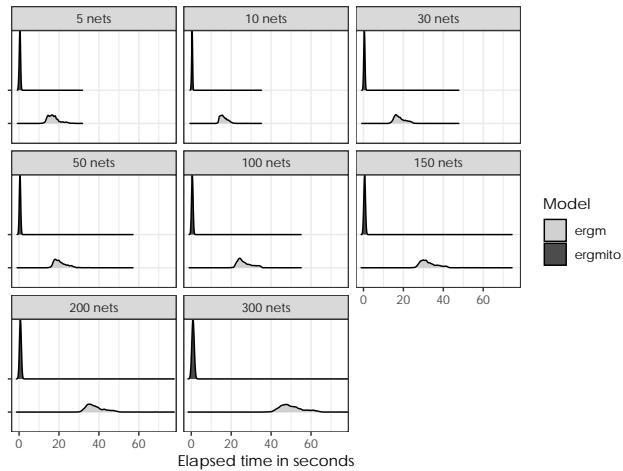 5 nets
10 nets
30 nets
50 nets
100 nets
150 nets
Model
ergm
ergmito
0 20 40 60
200 nets
300 nets
0 20 40 60
0 20 40 60
Elapsed time in seconds